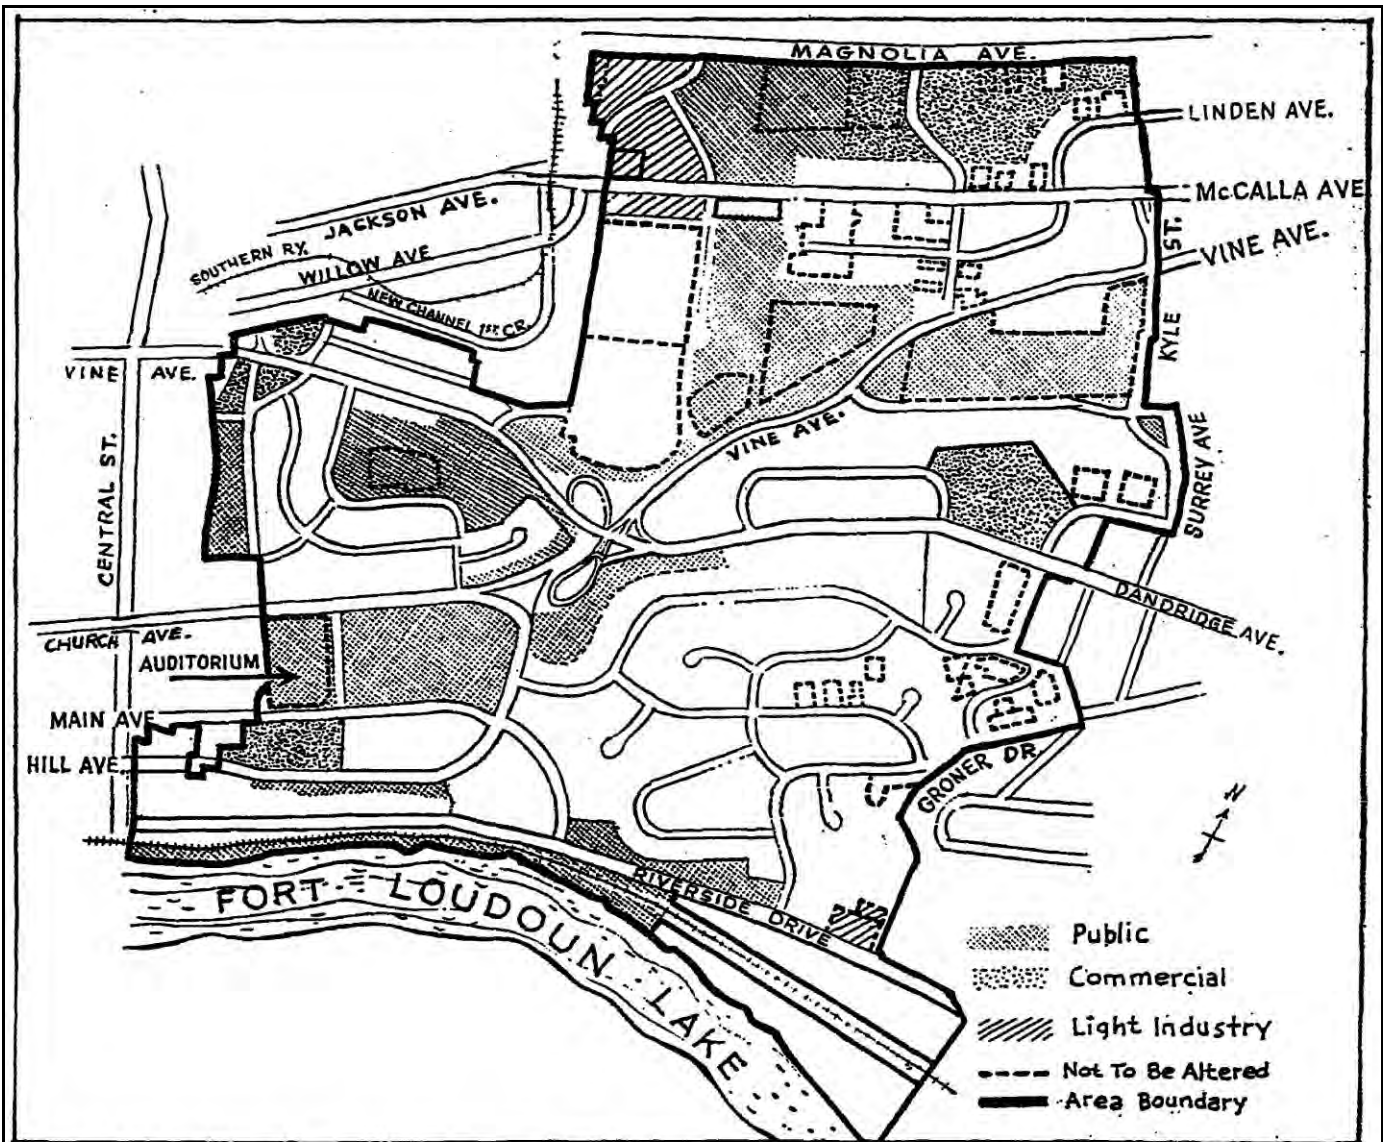 MAGNOLIA AVE.
LINDEN AVE.
McCALLA AVE
JACKSON AVE.
SOUTHERN RY.
WILLOW AVE
NEW CHANNEL 1ST. CR.
KYLE ST.
VINE AVE.
VINE AVE.
VINE AVE.
CENTRAL ST.
SURREY AVE
DANDRIDGE AVE.
CHURCH AVE.
AUDITORIUM
MAIN AVE
HILL AVE.
GRONER DR.
N
RIVERSIDE DRIVE
FORT LOUDOUN LAKE
Public
Commercial
Light Industry
Not To Be Altered
Area Boundary